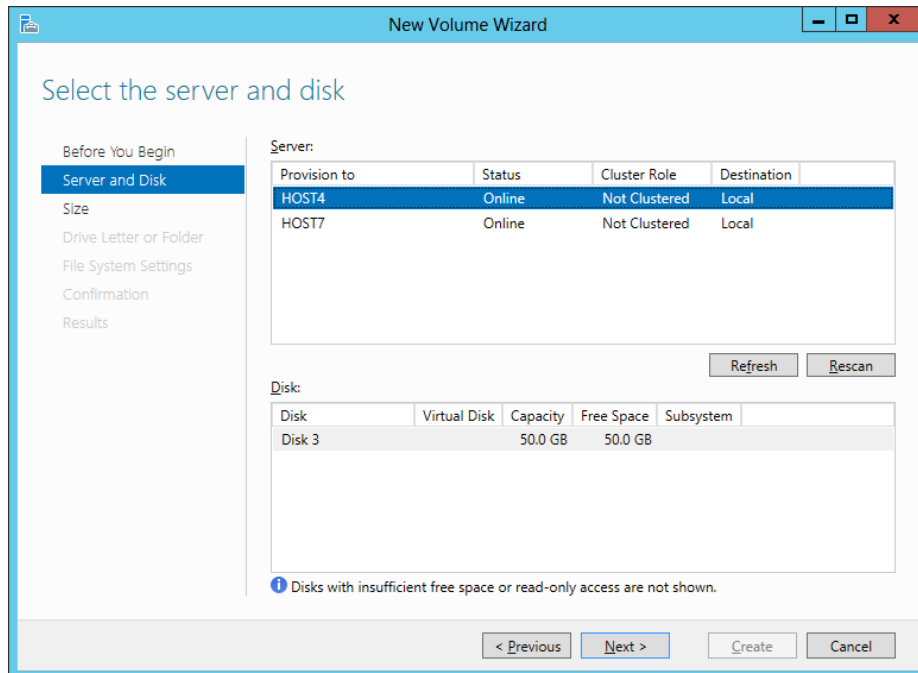 New Volume Wizard
Select the server and disk
Before You Begin
Server and Disk
Size
Drive Letter or Folder
File System Settings
Confirmation
Results
Server:
Provision to Status Cluster Role Destination
HOST4 Online Not Clustered Local
HOST7 Online Not Clustered Local
Refresh Rescan
Disk:
Disk Virtual Disk Capacity Free Space Subsystem
Disk 3 50.0 GB 50.0 GB
Disks with insufficient free space or read-only access are not shown.
< Previous Next > Create Cancel